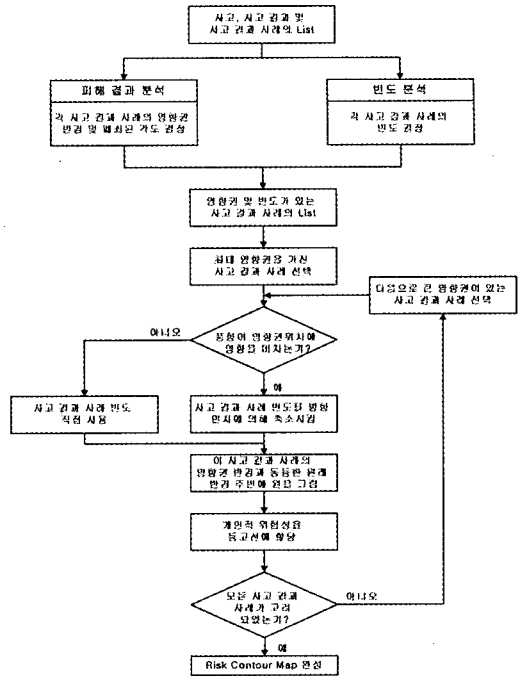 사고, 사고 결과 및
사고 결과 사례의 List
피해 결과 분석
각 사고 결과 사례의 영향권
반경 및 폐쇄된 각도 결정
빈도 분석
각 사고 결과 사례의
빈도 결정
영향권 및 빈도가 있는
사고 결과 사례의 List
최대 영향권을 가진
사고 결과 사례 선택
다음으로 큰 영향권이 있는
사고 결과 사례 선택
풍향이 영향권위치에
영향을 미치는가?
아니오
예
사고 결과 사례 빈도
직접 사용
사고 결과 사례 빈도를 방향
인자에 의해 축소시킴
이 사고 결과 사례의
영향권 반경과 동등한 원래
반경 주변에 원을 그림
개인적 위험성을
등고선에 할당
모든 사고 결과
사례가 고려
되었는가?
아니오
예
Risk Contour Map 완성